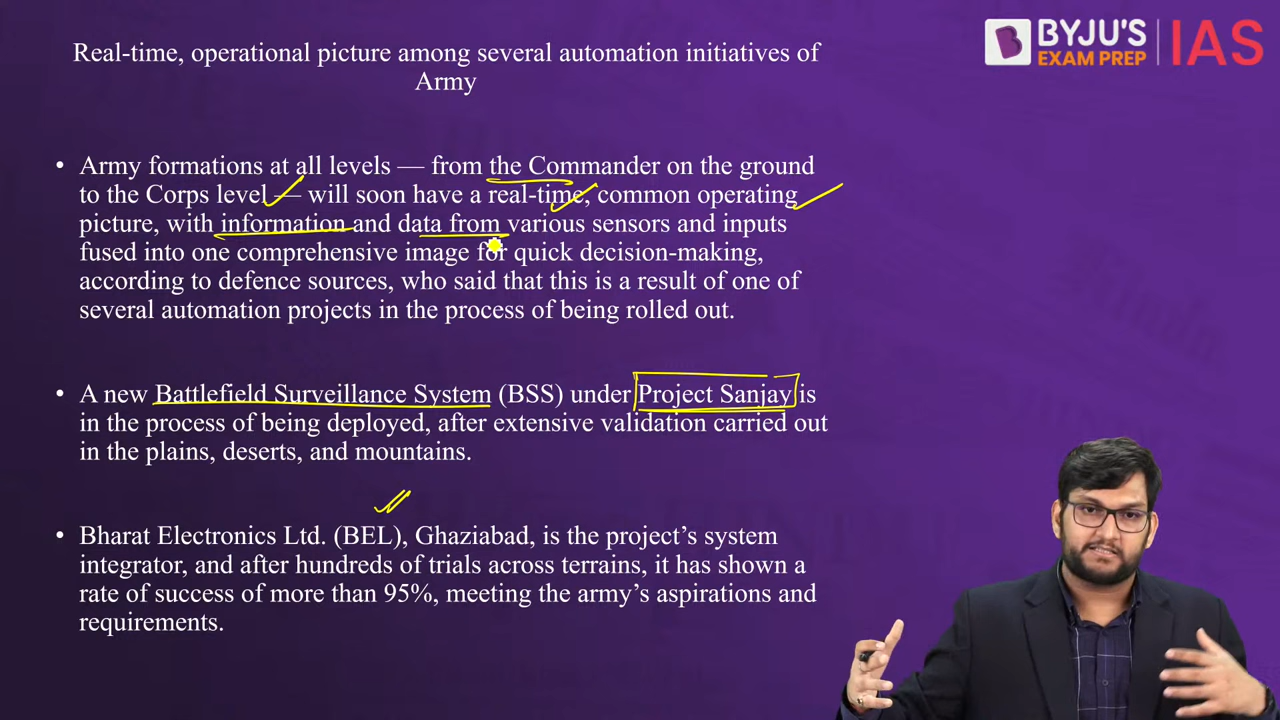 Real-time, operational picture among several automation initiatives of
Army
BYJU'S
EXAM PREP
IAS
• Army formations at all levels — from the Commander on the ground
to the Corps level — will soon have a real-time, common operating
picture, with information and data from various sensors and inputs
fused into one comprehensive image for quick decision-making,
according to defence sources, who said that this is a result of one of
several automation projects in the process of being rolled out.
• A new Battlefield Surveillance System (BSS) under Project Sanjay is
in the process of being deployed, after extensive validation carried out
in the plains, deserts, and mountains.
• Bharat Electronics Ltd. (BEL), Ghaziabad, is the project’s system
integrator, and after hundreds of trials across terrains, it has shown a
rate of success of more than 95%, meeting the army’s aspirations and
requirements.